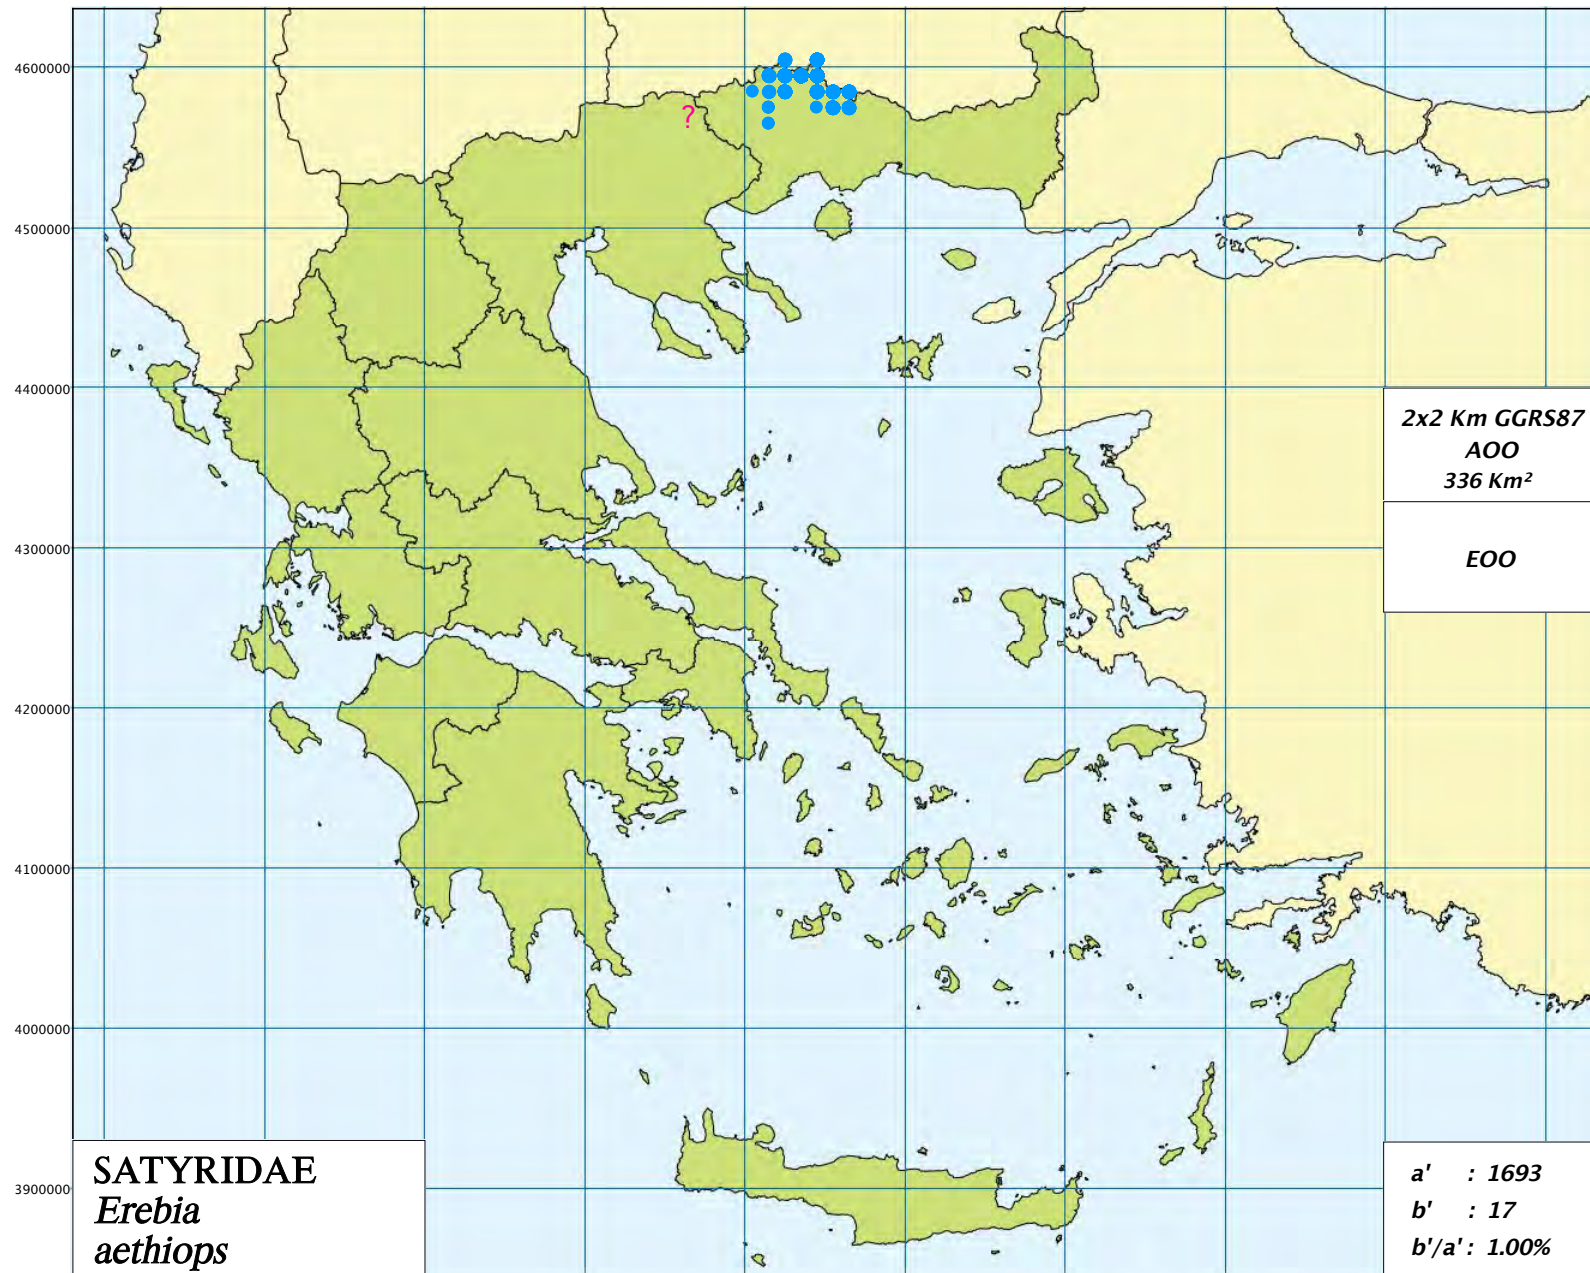 4600000
?
4500000
4400000
2x2 Km GGRS87
AOO
336 Km²
4300000
EOO
4200000
4100000
4000000
3900000
SATYRIDAE
Erebia
aethiops
a' : 1693
b' : 17
b'/a' : 1.00%